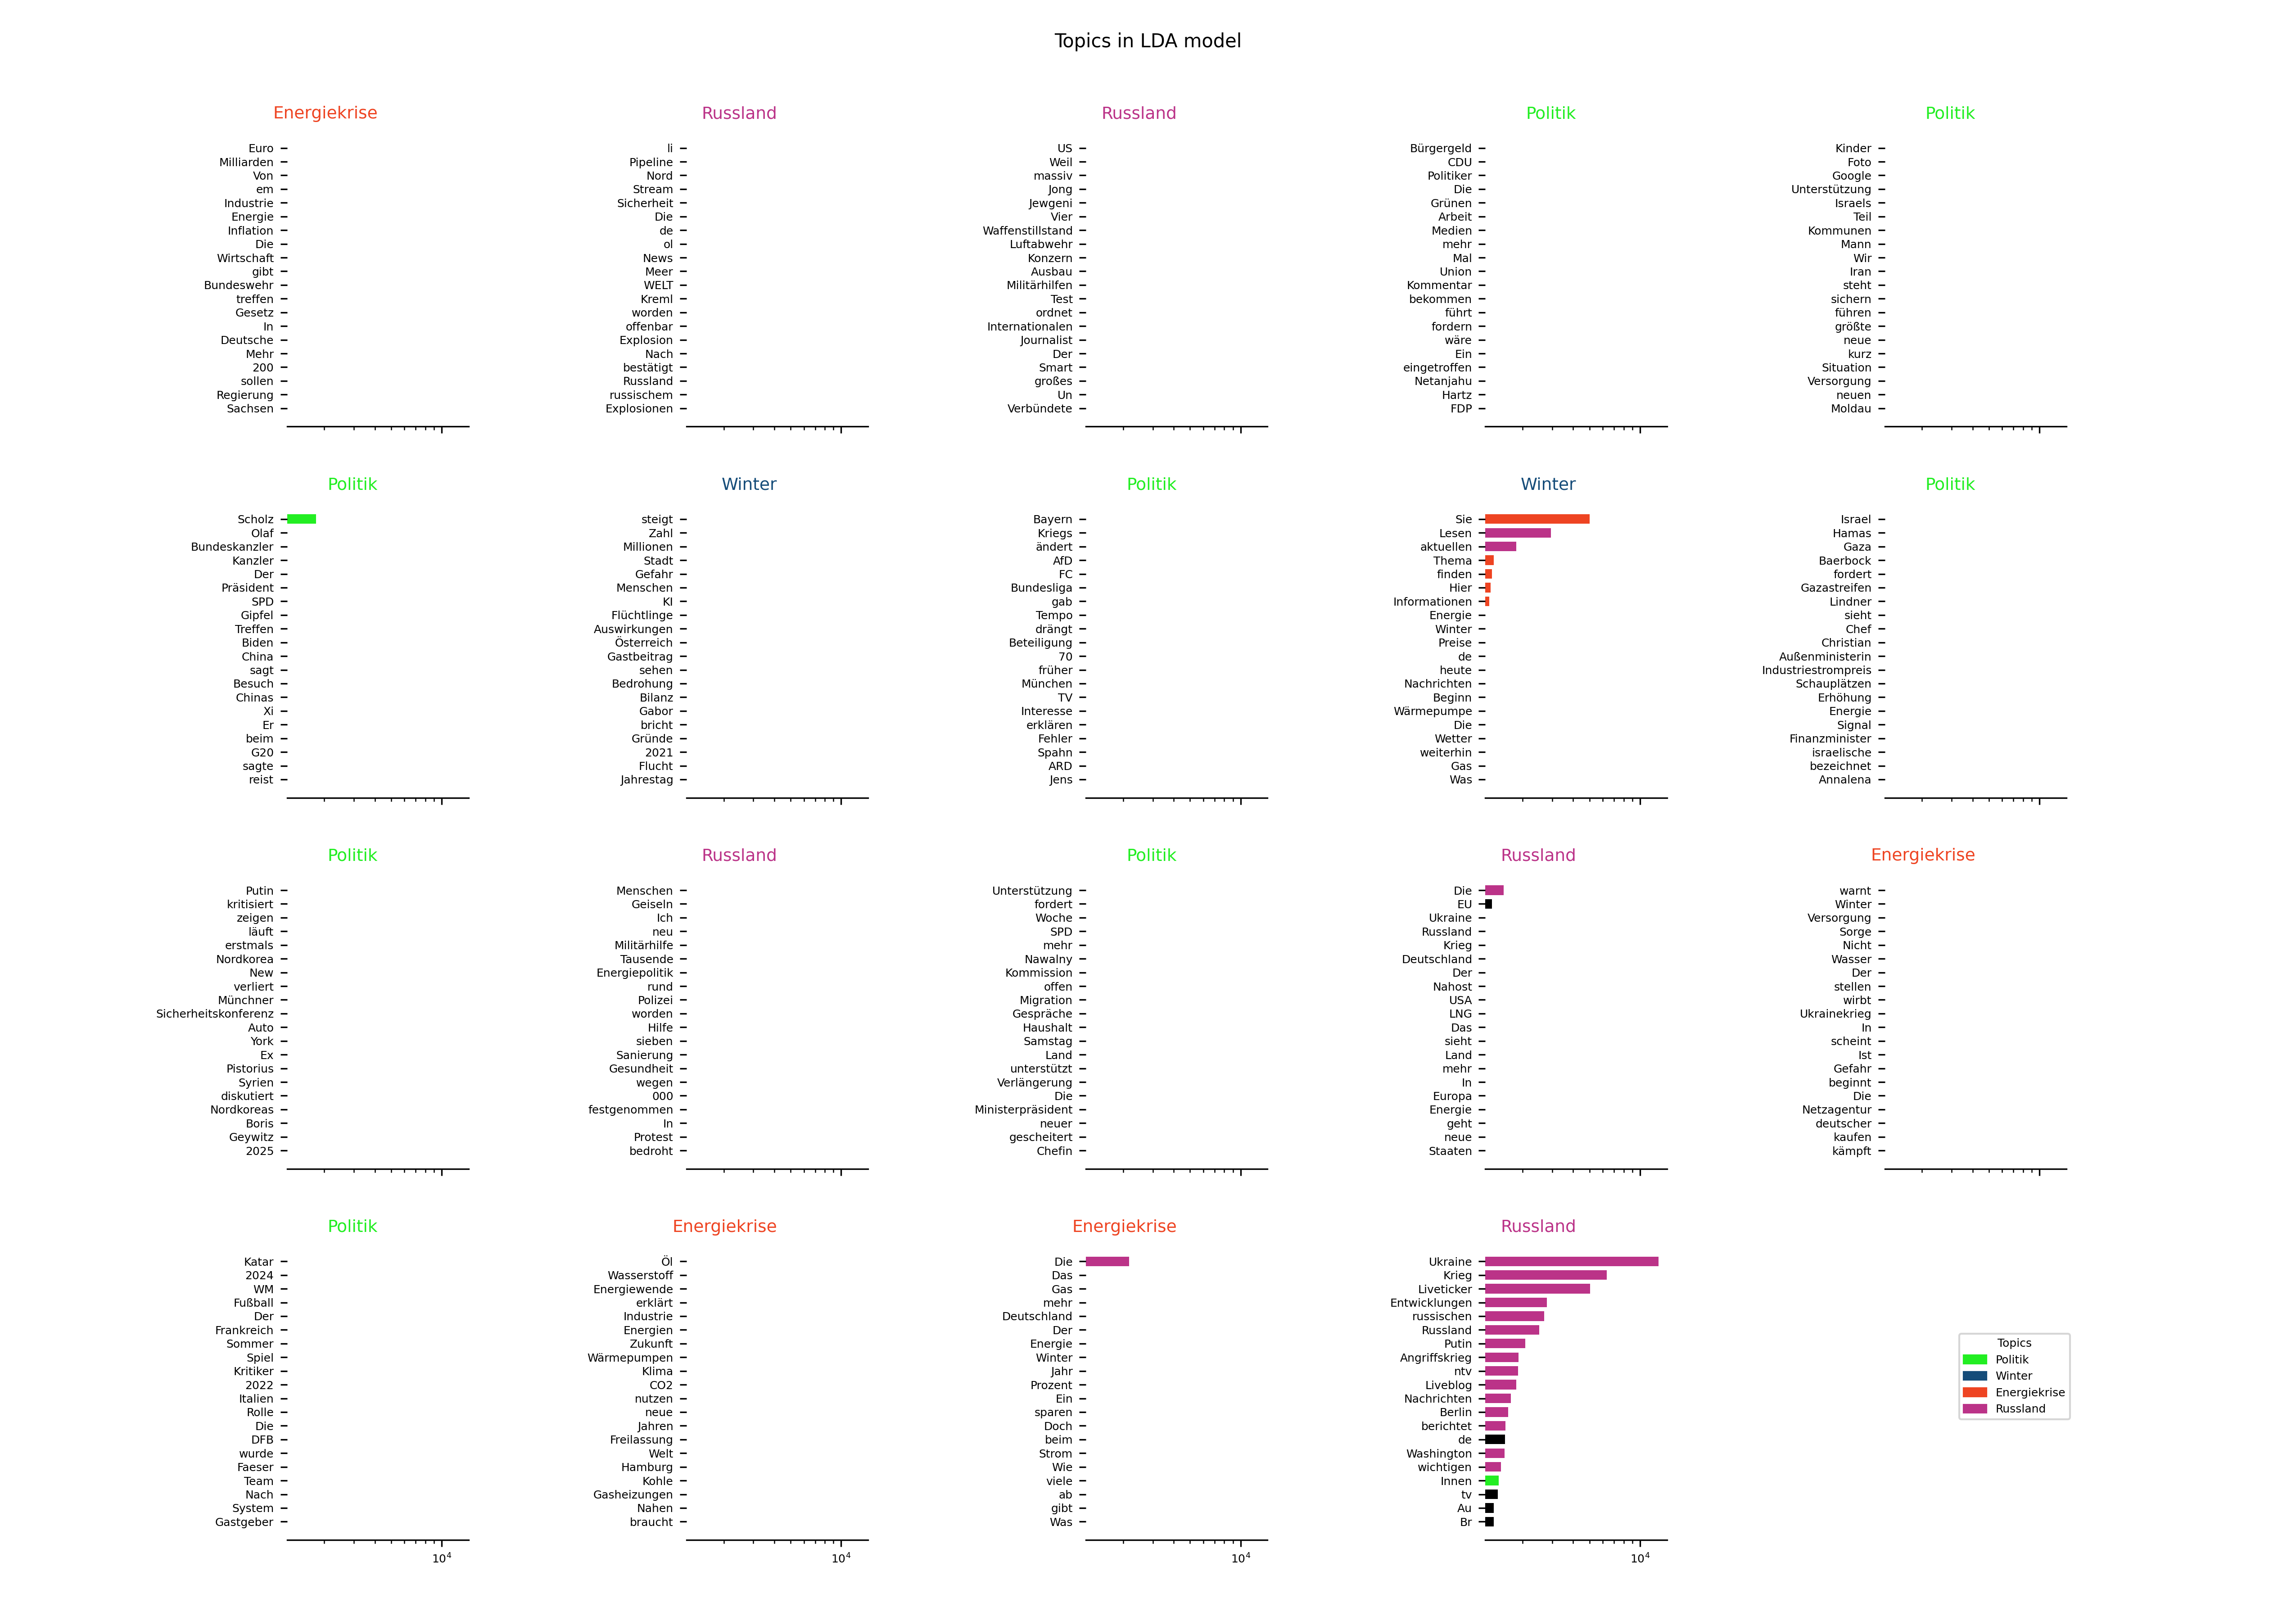 Topics in LDA model
Energiekrise
Euro
Milliarden
Von
em
Industrie
Energie
Inflation
Die
Wirtschaft
gibt
Bundeswehr
treffen
Gesetz
In
Deutsche
Mehr
200
sollen
Regierung
Sachsen
Russland
li
Pipeline
Nord
Stream
Sicherheit
Die
de
ol
News
Meer
WELT
Kreml
worden
offenbar
Explosion
Nach
bestätigt
Russland
russischem
Explosionen
Russland
US
Weil
massiv
Jong
Jewgeni
Vier
Waffenstillstand
Luftabwehr
Konzern
Ausbau
Militärhilfen
Test
ordnet
Internationalen
Journalist
Der
Smart
großes
Un
Verbündete
Politik
Bürgergeld
CDU
Politiker
Die
Grünen
Arbeit
Medien
mehr
Mal
Union
Kommentar
bekommen
führt
fordern
wäre
Ein
eingetroffen
Netanjahu
Hartz
FDP
Politik
Kinder
Foto
Google
Unterstützung
Israels
Teil
Kommunen
Mann
Wir
Iran
steht
sichern
führen
größte
neue
kurz
Situation
Versorgung
neuen
Moldau
Politik
Scholz
Olaf
Bundeskanzler
Kanzler
Der
Präsident
SPD
Gipfel
Treffen
Biden
China
sagt
Besuch
Chinas
Xi
Er
beim
G20
sagte
reist
Winter
steigt
Zahl
Millionen
Stadt
Gefahr
Menschen
KI
Flüchtlinge
Auswirkungen
Österreich
Gastbeitrag
sehen
Bedrohung
Bilanz
Gabor
bricht
Gründe
2021
Flucht
Jahrestag
Politik
Bayern
Kriegs
ändert
AfD
FC
Bundesliga
gab
Tempo
drängt
Beteiligung
70
früher
München
TV
Interesse
erklären
Fehler
Spahn
ARD
Jens
Winter
Sie
Lesen
aktuellen
Thema
finden
Hier
Informationen
Energie
Winter
Preise
de
heute
Nachrichten
Beginn
Wärmepumpe
Die
Wetter
weiterhin
Gas
Was
Politik
Israel
Hamas
Gaza
Baerbock
fordert
Gazastreifen
Lindner
sieht
Chef
Christian
Außenministerin
Industriestrompreis
Schauplätzen
Erhöhung
Energie
Signal
Finanzminister
israelische
bezeichnet
Annalena
Politik
Putin
kritisiert
zeigen
läuft
erstmals
Nordkorea
New
verliert
Münchner
Sicherheitskonferenz
Auto
York
Ex
Pistorius
Syrien
diskutiert
Nordkoreas
Boris
Geywitz
2025
Russland
Menschen
Geiseln
Ich
neu
Militärhilfe
Tausende
Energiepolitik
rund
Polizei
worden
Hilfe
sieben
Sanierung
Gesundheit
wegen
000
festgenommen
In
Protest
bedroht
Politik
Unterstützung
fordert
Woche
SPD
mehr
Nawalny
Kommission
offen
Migration
Gespräche
Haushalt
Samstag
Land
unterstützt
Verlängerung
Die
Ministerpräsident
neuer
gescheitert
Chefin
Russland
Die
EU
Ukraine
Russland
Krieg
Deutschland
Der
Nahost
USA
LNG
Das
sieht
Land
mehr
In
Europa
Energie
geht
neue
Staaten
Energiekrise
warnt
Winter
Versorgung
Sorge
Nicht
Wasser
Der
stellen
wirbt
Ukrainekrieg
In
scheint
Ist
Gefahr
beginnt
Die
Netzagentur
deutscher
kaufen
kämpft
Politik
Katar
2024
WM
Fußball
Der
Frankreich
Sommer
Spiel
Kritiker
2022
Italien
Rolle
Die
DFB
wurde
Faeser
Team
Nach
System
Gastgeber
10⁴
Energiekrise
Öl
Wasserstoff
Energiewende
erklärt
Industrie
Energien
Zukunft
Wärmepumpen
Klima
CO2
nutzen
neue
Jahren
Freilassung
Welt
Hamburg
Kohle
Gasheizungen
Nahen
braucht
10⁴
Energiekrise
Die
Das
Gas
mehr
Deutschland
Der
Energie
Winter
Jahr
Prozent
Ein
sparen
Doch
beim
Strom
Wie
viele
ab
gibt
Was
10⁴
Russland
Ukraine
Krieg
Liveticker
Entwicklungen
russischen
Russland
Putin
Angriffskrieg
ntv
Liveblog
Nachrichten
Berlin
berichtet
de
Washington
wichtigen
Innen
tv
Au
Br
10⁴
Topics
Politik
Winter
Energiekrise
Russland